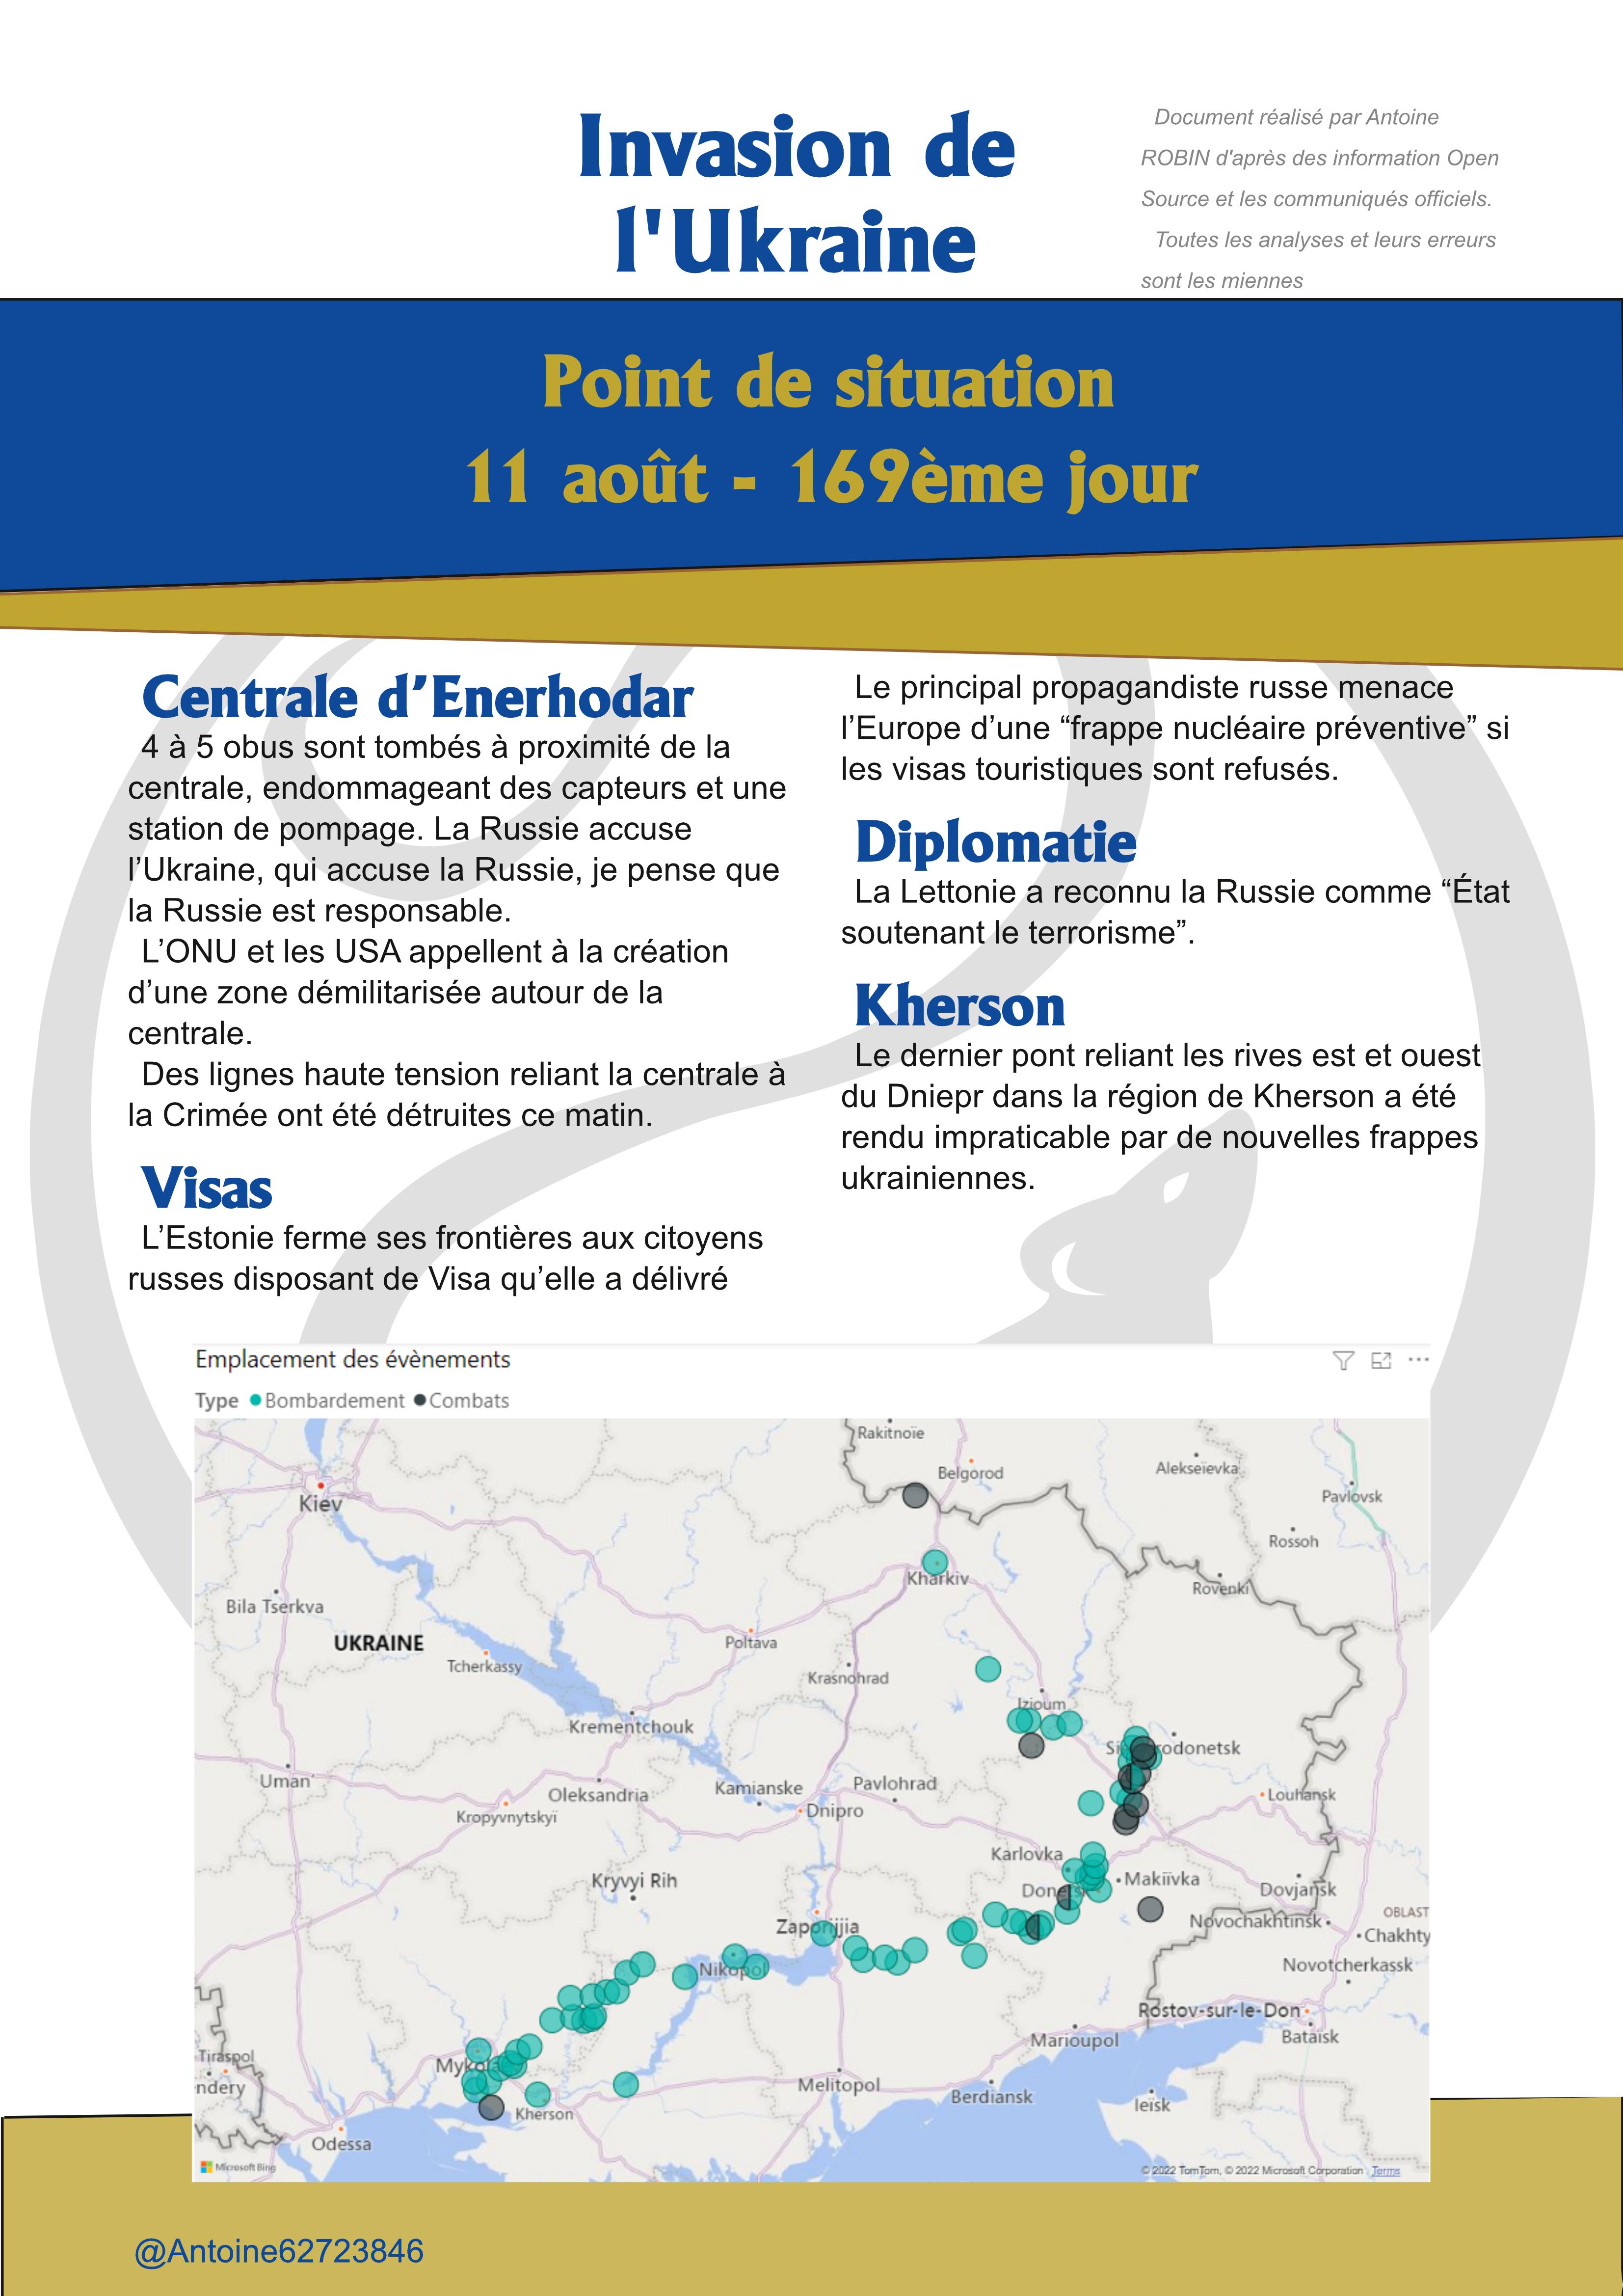 Invasion de
l'Ukraine
Document réalisé par Antoine
ROBIN d'après des information Open
Source et les communiqués officiels.
Toutes les analyses et leurs erreurs
sont les miennes
Point de situation
11 août - 169ème jour
Centrale d’Enerhodar
4 à 5 obus sont tombés à proximité de la
centrale, endommageant des capteurs et une
station de pompage. La Russie accuse
l’Ukraine, qui accuse la Russie, je pense que
la Russie est responsable.
L’ONU et les USA appellent à la création
d’une zone démilitarisée autour de la
centrale.
Des lignes haute tension reliant la centrale à
la Crimée ont été détruites ce matin.
Visas
L’Estonie ferme ses frontières aux citoyens
russes disposant de Visa qu’elle a délivré
Le principal propagandiste russe menace
l’Europe d’une “frappe nucléaire préventive” si
les visas touristiques sont refusés.
Diplomatie
La Lettonie a reconnu la Russie comme “État
soutenant le terrorisme”.
Kherson
Le dernier pont reliant les rives est et ouest
du Dniepr dans la région de Kherson a été
rendu impraticable par de nouvelles frappes
ukrainiennes.
Emplacement des évènements
Type Bombardement Combats
Rakitnoïe
Belgorod
Alekseïevka
Pavlovsk
Kiev
Rossoh
Kharkiv
Rovenki
Bila Tserkva
UKRAINE
Poltava
Tcherkassy
Krasnohrad
Izioum
Krementchouk
rodonetsk
Uman
Oleksandria
Kamianske
Pavlohrad
Louhansk
Kropyvnytskyï
Dnipro
Karlovka
Kryvyi Rih
Makiïvka
Dovjansk
OBLAST
Zaporijjia
Novochakhtinsk
Chakhty
Nikopol
Novotcherkassk
Rostov-sur-le-Don
Marioupol
Bataïsk
Tiraspol
ndery
Melitopol
Berdiansk
Ieïsk
Kherson
Odessa
Microsoft Bing
© 2022 TomTom, © 2022 Microsoft Corporation Terms
@Antoine62723846